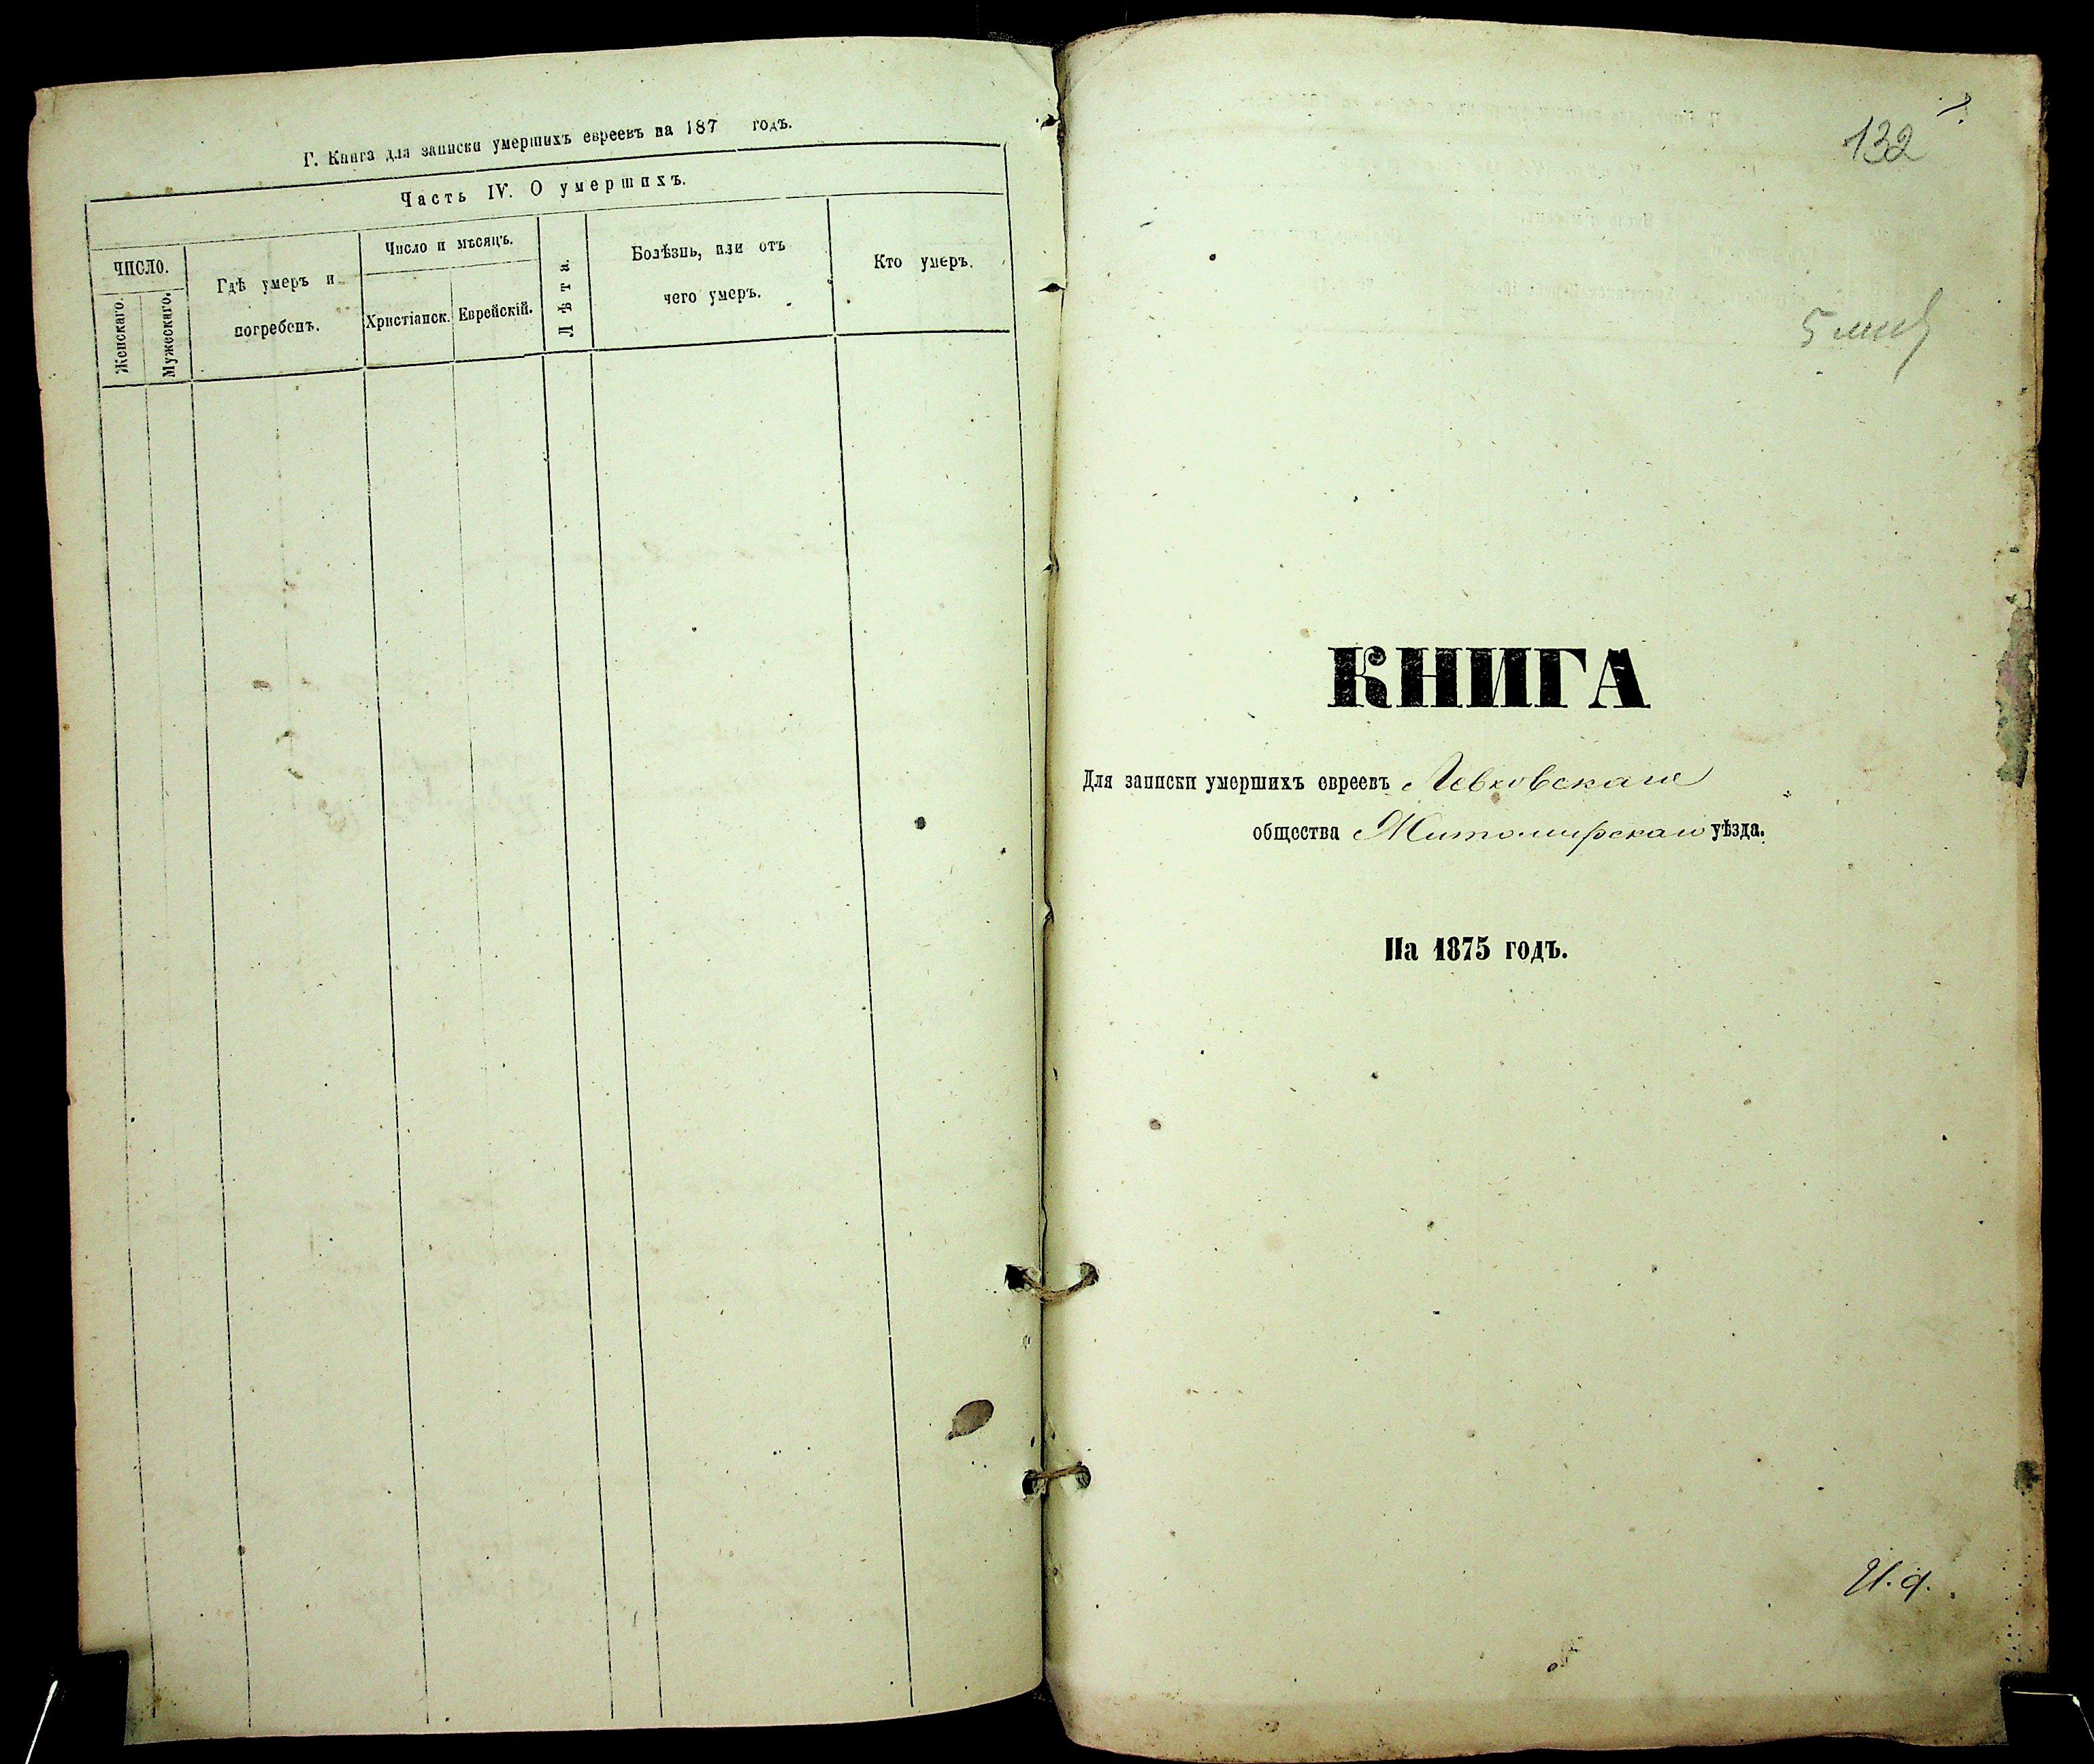 Г. Книга для записки умершихъ евреевъ на 187 годъ.
Часть IV. О умершихъ.
ЧИСЛО.
Женскаго.
Мужескаго.
Гдѣ умеръ и
погребенъ.
Число и мѣсяцъ.
Христіанск.
Еврейскій.
Лѣта.
Болѣзнь, или отъ
чего умеръ.
Кто умеръ.
132
5
КНИГА
Для записки умершихъ евреевъ Левковскаго
общества Житомирскаго уѣзда.
На 1875 годъ.